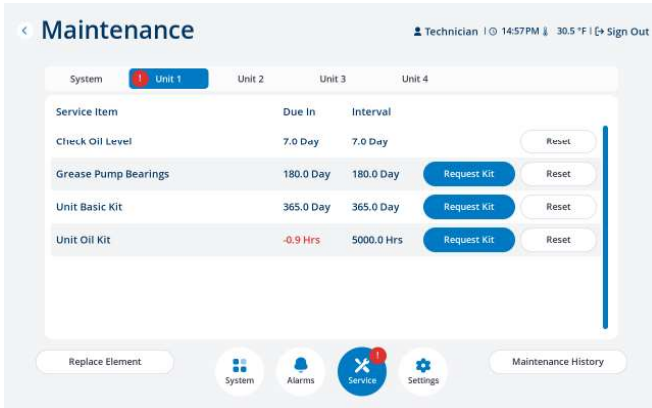 Maintenance
Technician | 14:57PM 30.5 °F | Sign Out
System ! Unit 1 Unit 2 Unit 3 Unit 4
Service Item Due In Interval
Check Oil Level 7.0 Day 7.0 Day Reset
Grease Pump Bearings 180.0 Day 180.0 Day Request Kit Reset
Unit Basic Kit 365.0 Day 365.0 Day Request Kit Reset
Unit Oil Kit -0.9 Hrs 5000.0 Hrs Request Kit Reset
Replace Element System Alarms Service ! Settings Maintenance History